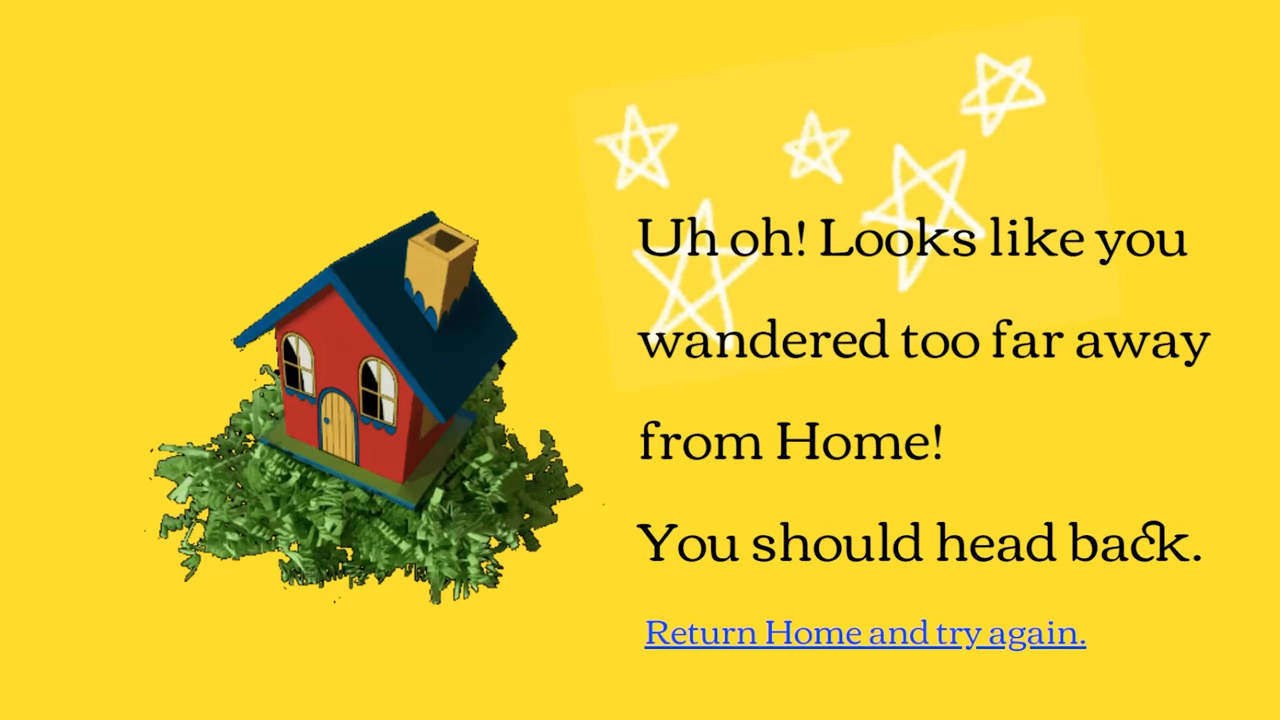 Uh oh! Looks like you
wandered too far away
from Home!
You should head back.
Return Home and try again.